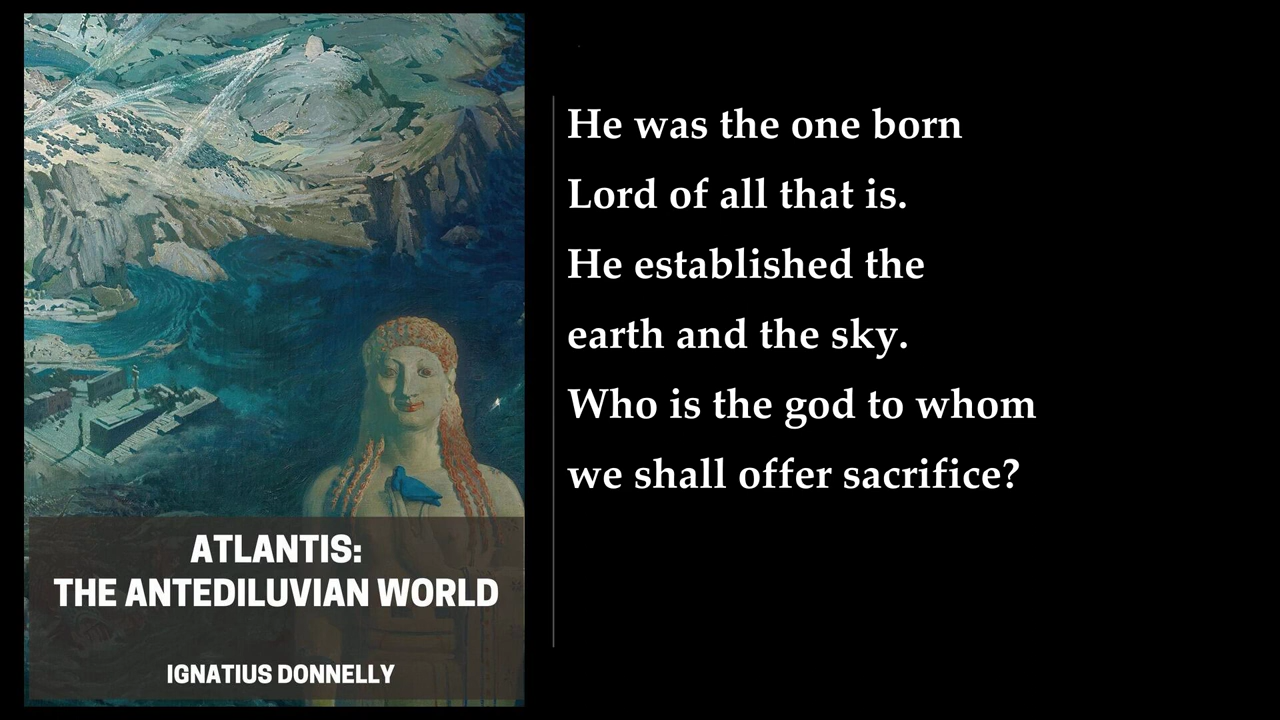 ATLANTIS:
THE ANTEDILUVIAN WORLD
IGNATIUS DONNELLY
He was the one born
Lord of all that is.
He established the
earth and the sky.
Who is the god to whom
we shall offer sacrifice?